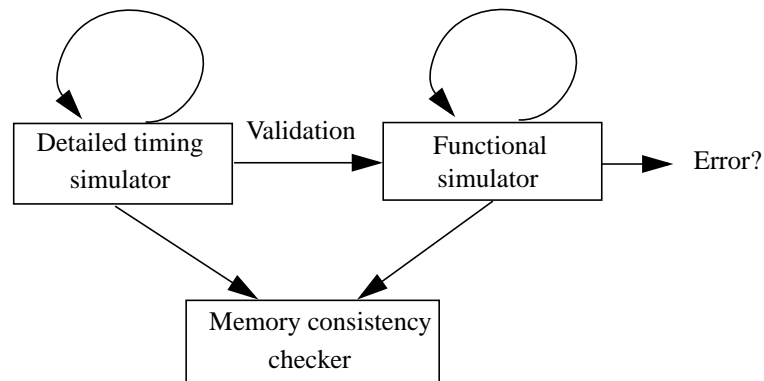 Detailed timing
simulator
Validation
Functional
simulator
Error?
Memory consistency
checker